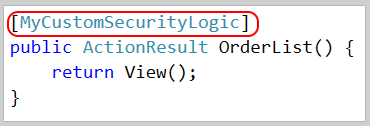 [MyCustomSecurityLogic]
public ActionResult OrderList() {
    return View();
}